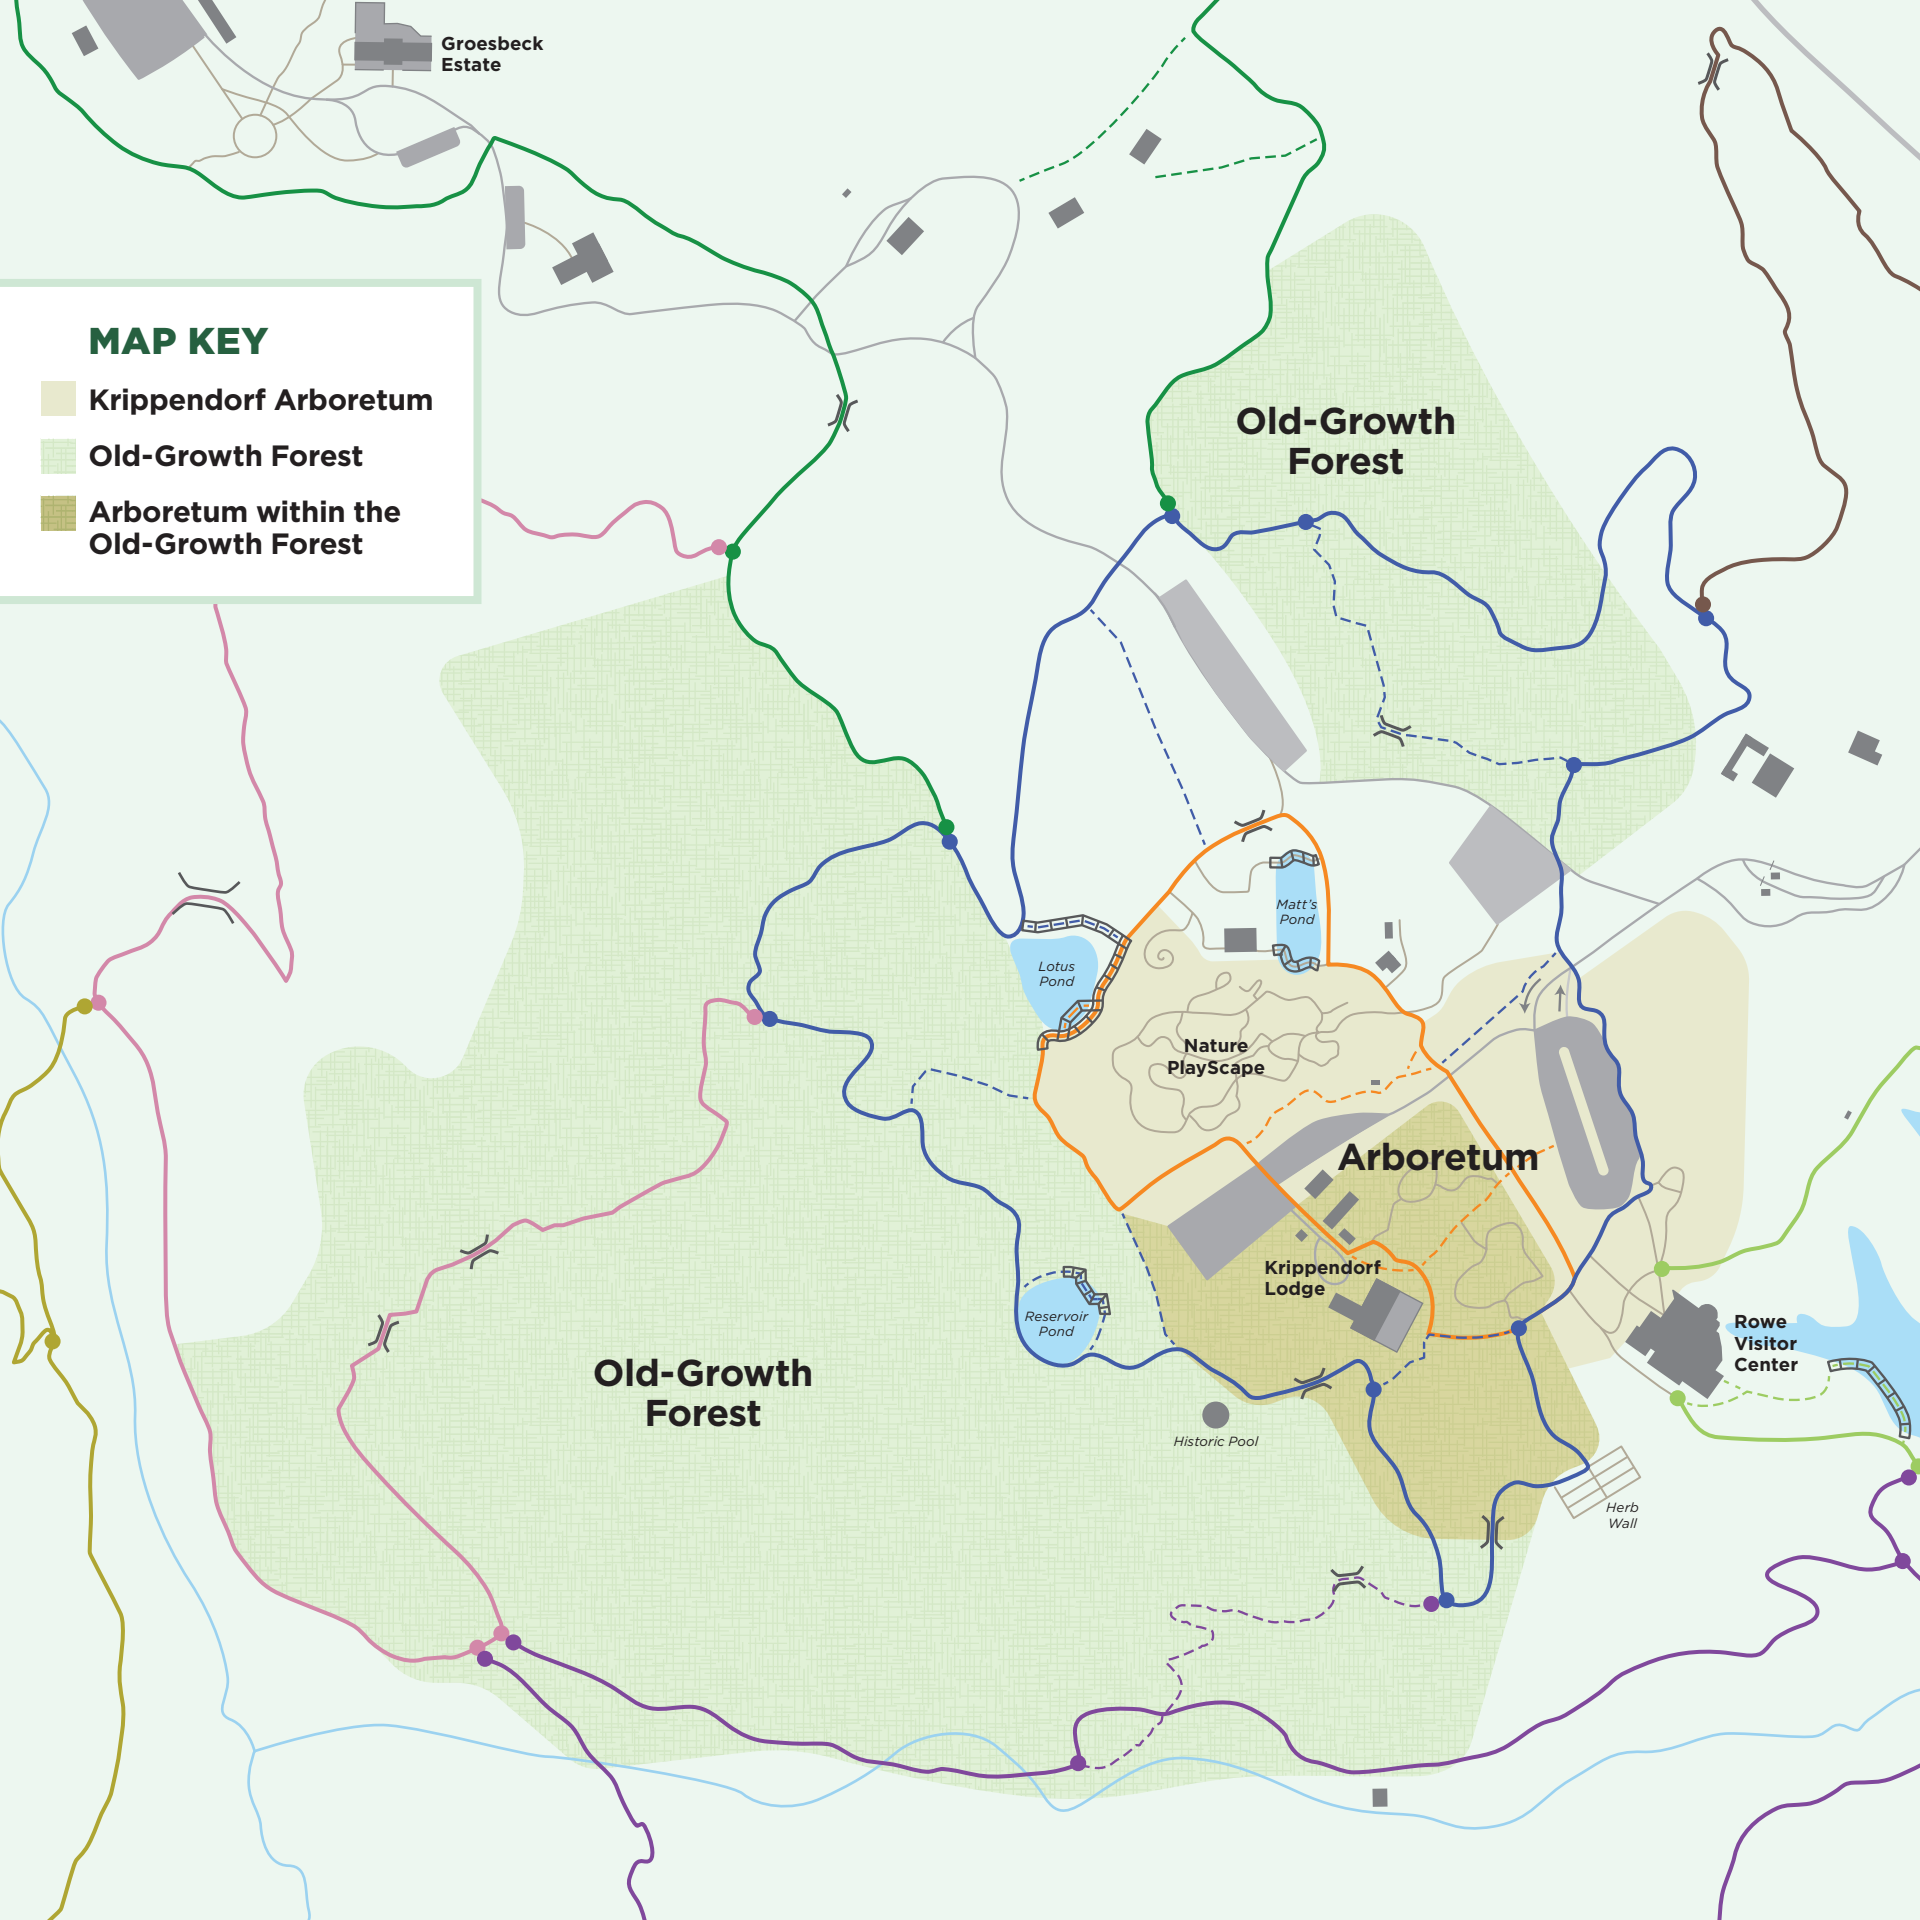 Groesbeck
Estate
MAP KEY
Krippendorf Arboretum
Old-Growth Forest
Arboretum within the
Old-Growth Forest
Old-Growth
Forest
Matt's
Pond
Lotus
Pond
Nature
PlayScape
Arboretum
Krippendorf
Lodge
Reservoir
Pond
Rowe
Visitor
Center
Old-Growth
Forest
Historic Pool
Herb
Wall